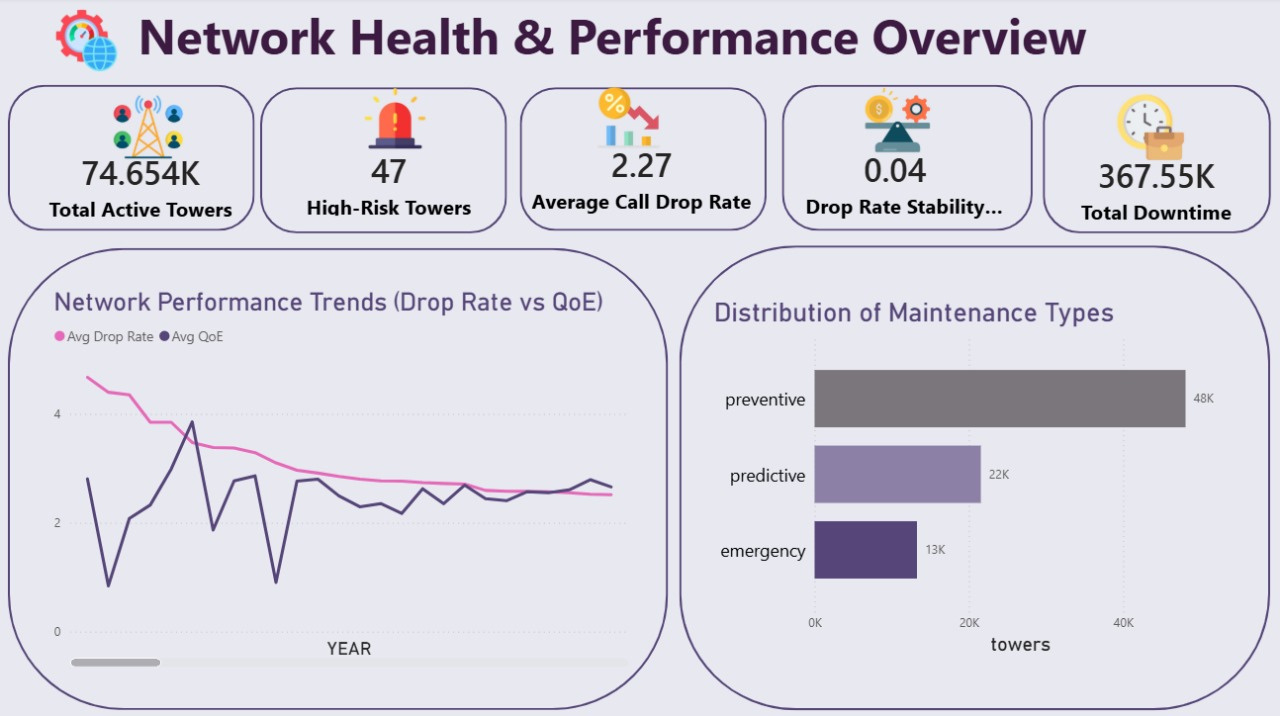 Network Health & Performance Overview
74.654K
Total Active Towers
47
High-Risk Towers
2.27
Average Call Drop Rate
0.04
Drop Rate Stability...
367.55K
Total Downtime
Network Performance Trends (Drop Rate vs QoE)
Avg Drop Rate Avg QoE
4
2
0
YEAR
Distribution of Maintenance Types
preventive 48K
predictive 22K
emergency 13K
0K 20K 40K
towers